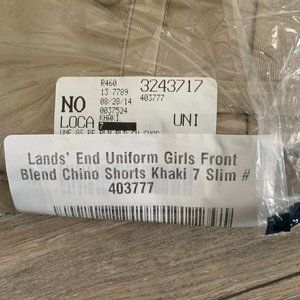 R460
13 7789
3243717
NO
08/28/14
403777
0037524
LOCA
KHAKI
7
UNI
Lands' End Uniform Girls Front
Blend Chino Shorts Khaki 7 Slim #
403777